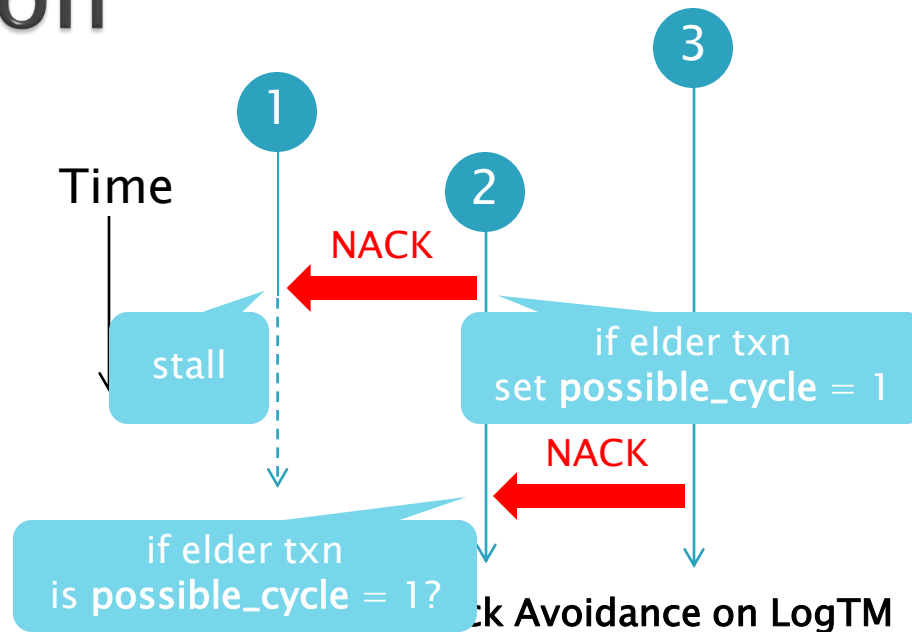 on
3
1
Time
2
NACK
stall
if elder txn
set possible_cycle = 1
NACK
if elder txn
is possible_cycle = 1?
ck Avoidance on LogTM